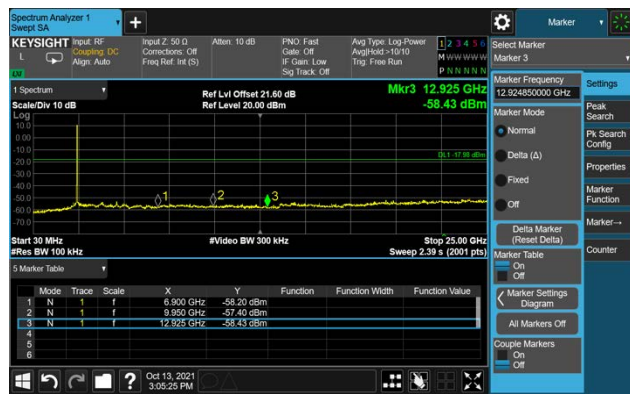 Spectrum Analyzer 1
Swept SA
Marker
KEYSIGHT Input: RF Input Z: 50 Ω Atten: 10 dB PNO: Fast Avg Type: Log-Power 1 2 3 4 5 6
L Coupling: DC Corrections: Off Gate: Off Avg|Hold:>10/10 M W W W W W
Align: Auto Freq Ref: Int (S) IF Gain: Low Trig: Free Run
Sig Track: Off P N N N N N
LV
Select Marker
Marker 3
1 Spectrum
Ref Lvl Offset 21.60 dB Mkr3 12.925 GHz
Scale/Div 10 dB Ref Level 20.00 dBm -58.43 dBm
Log
10.0
0.00
-10.0
DL1 -17.99 dBm
-20.0
-30.0
-40.0
-50.0
-60.0
-70.0
1 2 3
Start 30 MHz #Video BW 300 kHz Stop 25.00 GHz
#Res BW 100 kHz Sweep 2.39 s (2001 pts)
5 Marker Table
Mode Trace Scale X Y Function Function Width Function Value
1 N 1 f 6.900 GHz -58.20 dBm
2 N 1 f 9.950 GHz -57.40 dBm
3 N 1 f 12.925 GHz -58.43 dBm
4
5
6
Marker Frequency
12.924850000 GHz
Marker Mode
Normal
Delta (Δ)
Fixed
Off
Delta Marker
(Reset Delta)
Marker Table
On
Off
Marker Settings
Diagram
All Markers Off
Couple Markers
On
Off
Settings
Peak
Search
Pk Search
Config
Properties
Marker
Function
Marker→
Counter
?
Oct 13, 2021
3:05:25 PM